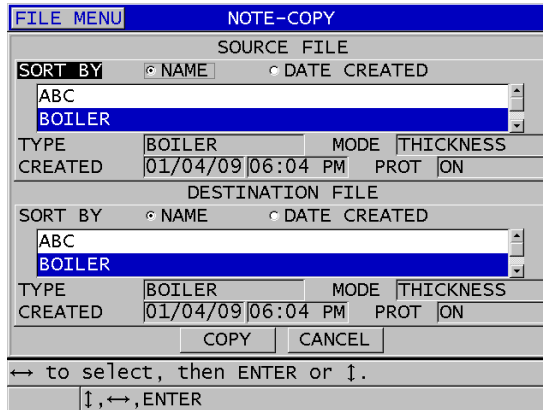 FILE MENU NOTE-COPY
SOURCE FILE
SORT BY NAME DATE CREATED
ABC
BOILER
TYPE BOILER MODE THICKNESS
CREATED 01/04/09 06:04 PM PROT ON
DESTINATION FILE
SORT BY NAME DATE CREATED
ABC
BOILER
TYPE BOILER MODE THICKNESS
CREATED 01/04/09 06:04 PM PROT ON
COPY CANCEL
↔ to select, then ENTER or ↕.
↕,↔,ENTER